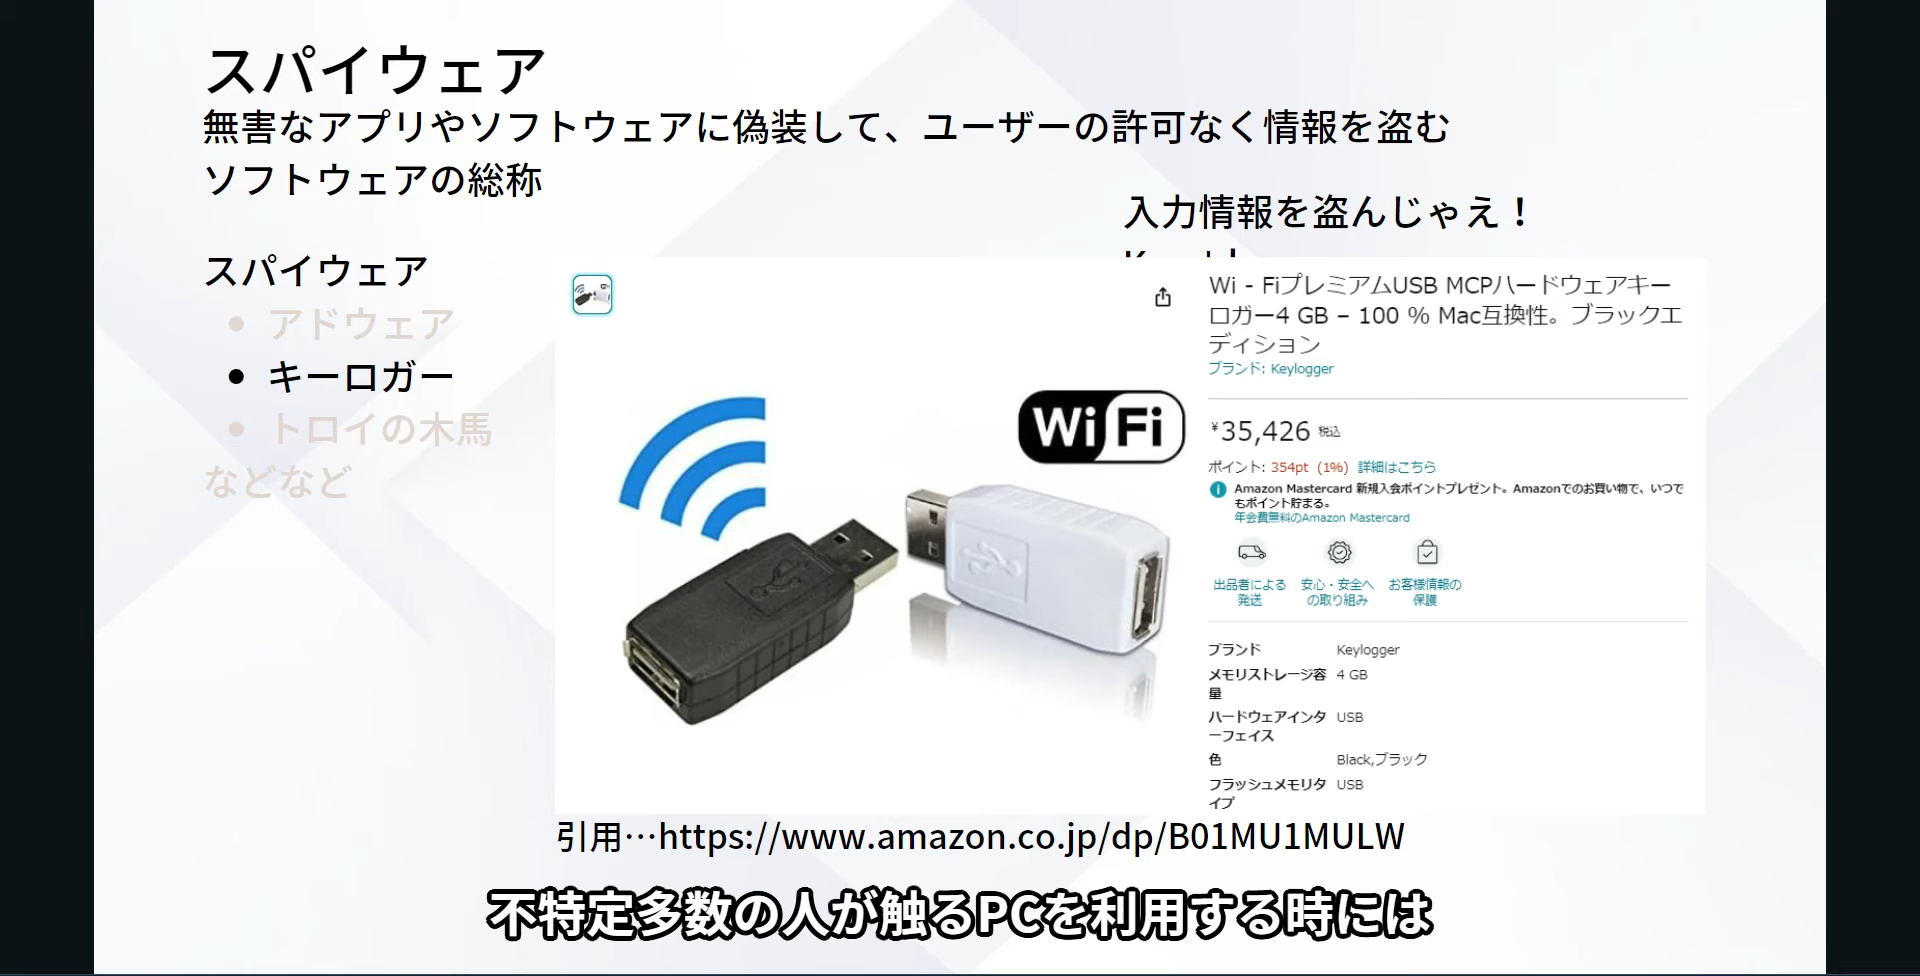 スパイウェア
無害なアプリやソフトウェアに偽装して、ユーザーの許可なく情報を盗む
ソフトウェアの総称
入力情報を盗んじゃえ！
スパイウェア
• アドウェア
• キーロガー
• トロイの木馬
などなど
Wi Fi
Wi - FiプレミアムUSB MCPハードウェアキー
ロガー4 GB – 100 % Mac互換性。ブラックエ
ディション
ブランド: Keylogger
¥35,426 税込
ポイント: 354pt (1%) 詳細はこちら
Amazon Mastercard 新規入会ポイントプレゼント。Amazonでのお買い物で、いつで
もポイント貯まる。
年会費無料のAmazon Mastercard
出品者による 安心・安全へ お客様情報の
発送 の取り組み 保護
ブランド Keylogger
メモリストレージ容 4 GB
量
ハードウェアインタ USB
ーフェイス
色 Black,ブラック
フラッシュメモリタ USB
イプ
引用…https://www.amazon.co.jp/dp/B01MU1MULW
不特定多数の人が触るPCを利用する時には